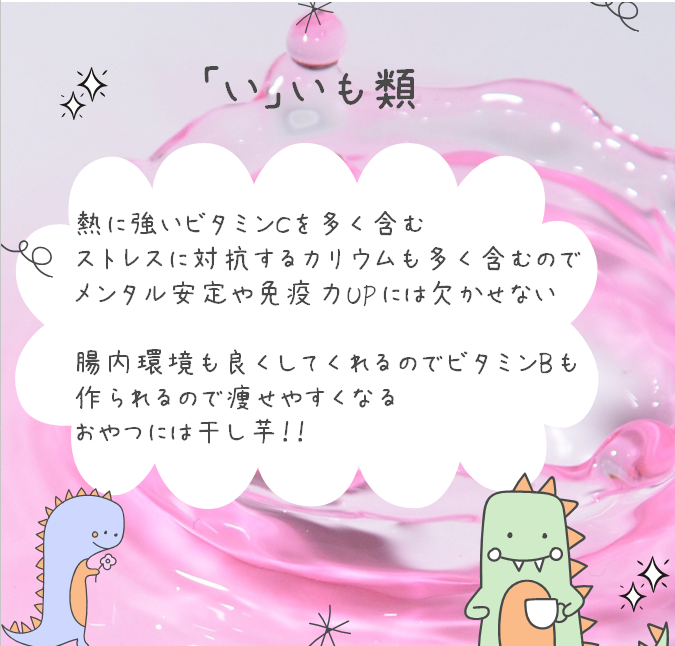 「い」いも類
熱に強いビタミンCを多く含む
ストレスに対抗するカリウムも多く含むので
メンタル安定や免疫力UPには欠かせない
腸内環境も良くしてくれるのでビタミンBも
作られるので痩せやすくなる
おやつには干し芋!!